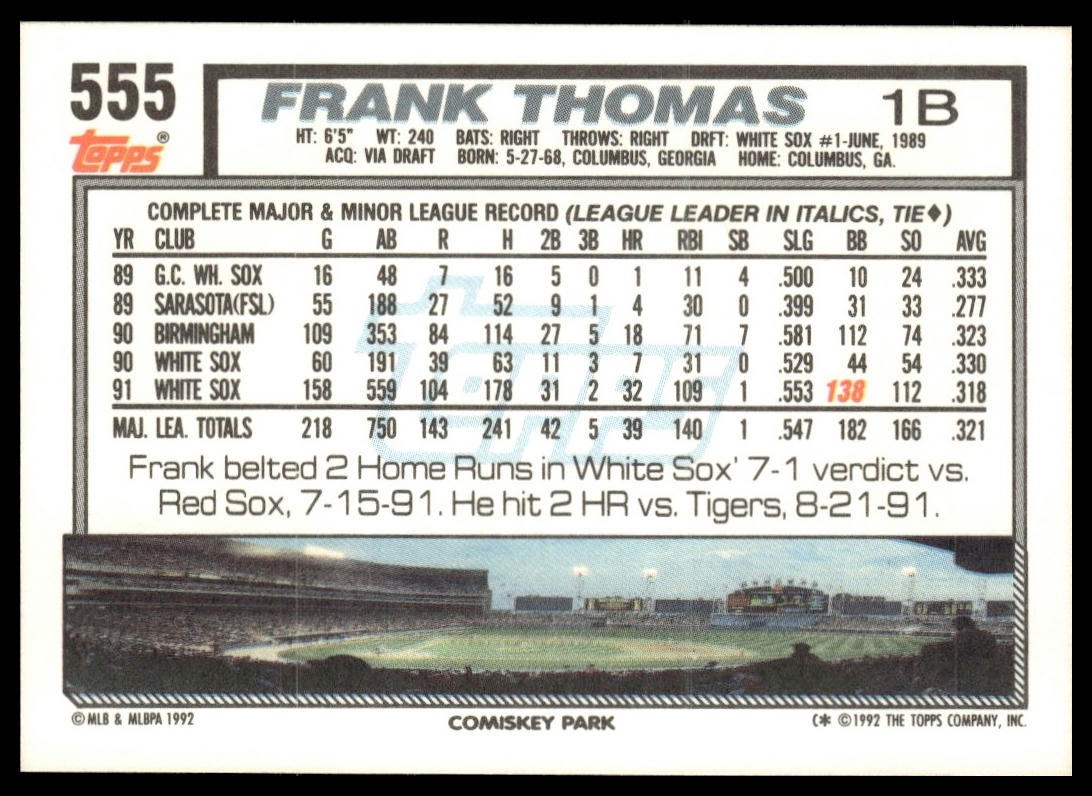 555 FRANK THOMAS 1B
topps®
HT: 6'5" WT: 240 BATS: RIGHT THROWS: RIGHT DRFT: WHITE SOX #1-JUNE, 1989
ACQ: VIA DRAFT BORN: 5-27-68, COLUMBUS, GEORGIA HOME: COLUMBUS, GA.
COMPLETE MAJOR & MINOR LEAGUE RECORD (LEAGUE LEADER IN ITALICS, TIE♦)
YR CLUB G AB R H 2B 3B HR RBI SB SLG BB SO AVG
89 G.C. WH. SOX 16 48 7 16 5 0 1 11 4 .500 10 24 .333
89 SARASOTA(FSL) 55 188 27 52 9 1 4 30 0 .399 31 33 .277
90 BIRMINGHAM 109 353 84 114 27 5 18 71 7 .581 112 74 .323
90 WHITE SOX 60 191 39 63 11 3 7 31 0 .529 44 54 .330
91 WHITE SOX 158 559 104 178 31 2 32 109 1 .553 138 112 .318
MAJ. LEA. TOTALS 218 750 143 241 42 5 39 140 1 .547 182 166 .321
topps
Frank belted 2 Home Runs in White Sox' 7-1 verdict vs.
Red Sox, 7-15-91. He hit 2 HR vs. Tigers, 8-21-91.
© MLB & MLBPA 1992 COMISKEY PARK (* ©1992 THE TOPPS COMPANY, INC.